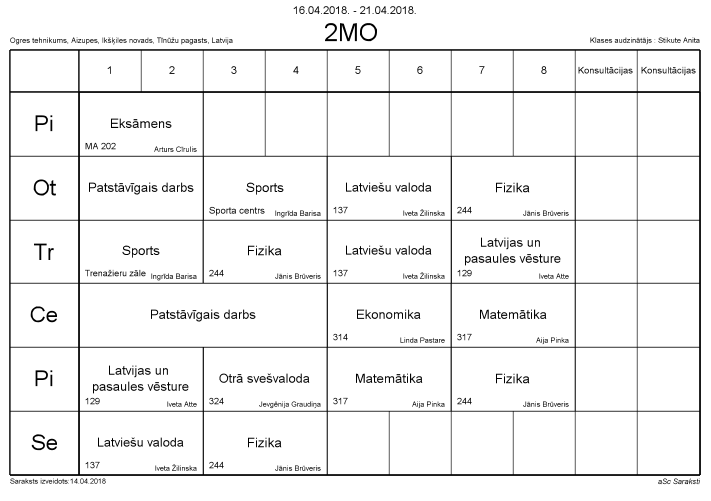 16.04.2018. - 21.04.2018.
Ogres tehnikums, Aizupes, Ikšķiles novads, Tīnūžu pagasts, Latvija
2MO
Klases audzinātājs : Stikute Anita
1 2 3 4 5 6 7 8 Konsultācijas Konsultācijas
Pi
Eksāmens
MA 202 Arturs Cīrulis
Ot
Patstāvīgais darbs Sports Latviešu valoda Fizika
Sporta centrs Ingrīda Barisa 137 Iveta Žilinska 244 Jānis Brūveris
Tr
Sports Fizika Latviešu valoda Latvijas un
pasaules vēsture
Trenažieru zāle Ingrīda Barisa 244 Jānis Brūveris 137 Iveta Žilinska 129 Iveta Atte
Ce
Patstāvīgais darbs Ekonomika Matemātika
314 Linda Pastare 317 Aija Pinka
Pi
Latvijas un
pasaules vēsture Otrā svešvaloda Matemātika Fizika
129 Iveta Atte 324 Jevgēnija Graudiņa 317 Aija Pinka 244 Jānis Brūveris
Se
Latviešu valoda Fizika
137 Iveta Žilinska 244 Jānis Brūveris
Saraksts izveidots:14.04.2018 aSc Saraksti